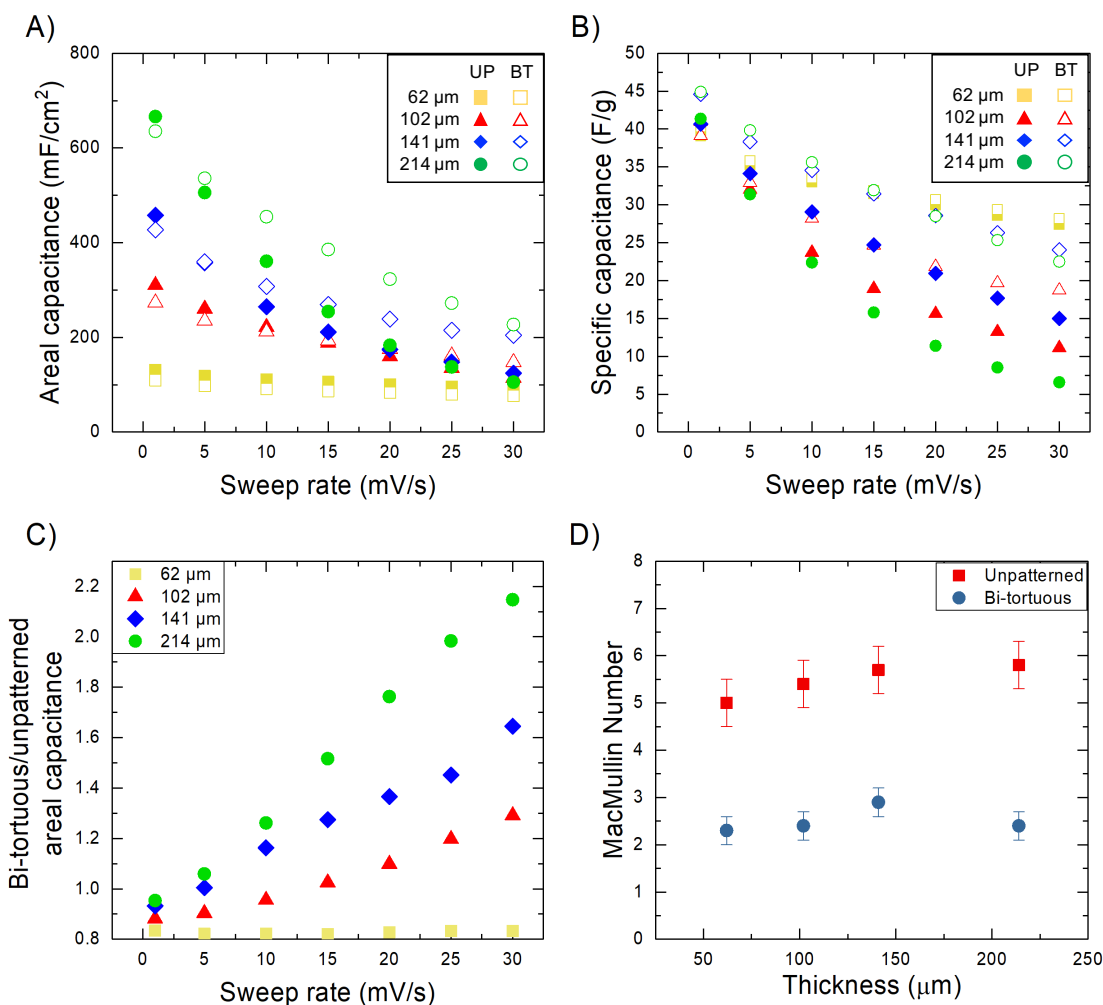 A)
Areal capacitance (mF/cm²)
800
600
400
200
0
0 5 10 15 20 25 30
Sweep rate (mV/s)
UP BT
62 µm
102 µm
141 µm
214 µm
B)
Specific capacitance (F/g)
50
45
40
35
30
25
20
15
10
5
0
0 5 10 15 20 25 30
Sweep rate (mV/s)
UP BT
62 µm
102 µm
141 µm
214 µm
C)
Bi-tortuous/unpatterned
areal capacitance
2.2
2.0
1.8
1.6
1.4
1.2
1.0
0.8
0 5 10 15 20 25 30
Sweep rate (mV/s)
62 µm
102 µm
141 µm
214 µm
D)
MacMullin Number
8
7
6
5
4
3
2
1
0
50 100 150 200 250
Thickness (µm)
Unpatterned
Bi-tortuous